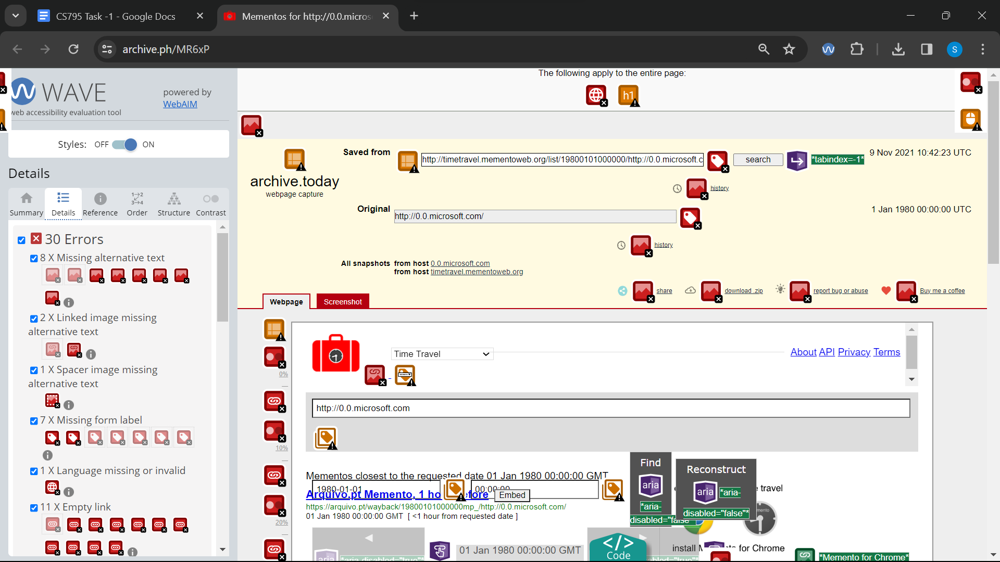 CS795 Task -1 - Google Docs
Mementos for http://0.0.micros
archive.ph/MR6xP
S
WAVE
web accessibility evaluation tool
powered by
WebAIM
Styles: OFF ON
Details
Summary Details Reference Order Structure Contrast
30 Errors
8 X Missing alternative text
2 X Linked image missing
alternative text
1 X Spacer image missing
alternative text
7 X Missing form label
1 X Language missing or invalid
11 X Empty link
The following apply to the entire page:
h1
archive.today
webpage capture
Saved from
http://timetravel.mementoweb.org/list/19800101000000/http://0.0.microsoft.c
search
*tabindex=-1*
9 Nov 2021 10:42:23 UTC
history
Original
http://0.0.microsoft.com/
1 Jan 1980 00:00:00 UTC
history
All snapshots from host 0.0.microsoft.com
from host timetravel.mementoweb.org
share
download .zip
report bug or abuse
Buy me a coffee
Webpage
Screenshot
0%
10%
20%
Time Travel
About API Privacy Terms
http://0.0.microsoft.com
Find
aria
*aria-
disabled="false"
Reconstruct
aria *aria-
disabled="false"*
travel
Mementos closest to the requested date 01 Jan 1980 00:00:00 GMT
1980-01-01
00:00:00
Arquivo.pt Memento, 1 ho efore
Embed
https://arquivo.pt/wayback/19800101000000mp_/http://0.0.microsoft.com/
01 Jan 1980 00:00:00 GMT [ <1 hour from requested date ]
aria
*aria-disabled="true"*
01 Jan 1980 00:00:00 GMT
</>
Code
abled="true"*
install M for Chrome
*Memento for Chrome*